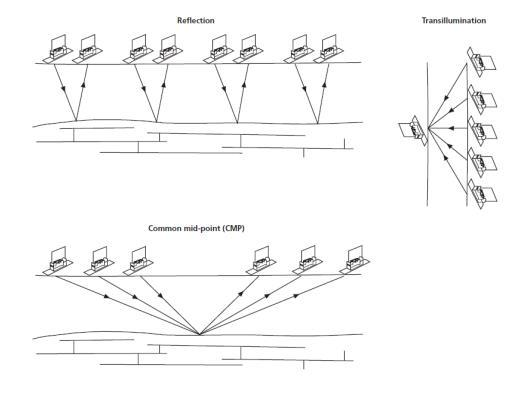 Reflection
Transillumination
Common mid-point (CMP)